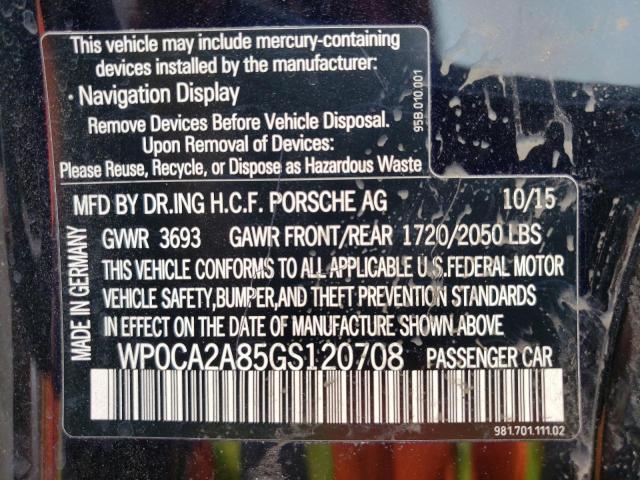 This vehicle may include mercury-containing
devices installed by the manufacturer:
• Navigation Display
Remove Devices Before Vehicle Disposal.
Upon Removal of Devices:
Please Reuse, Recycle, or Dispose as Hazardous Waste
95B.010.001
MFD BY DR.ING H.C.F. PORSCHE AG 10/15
GVWR 3693 GAWR FRONT/REAR 1720/2050 LBS
THIS VEHICLE CONFORMS TO ALL APPLICABLE U.S.FEDERAL MOTOR
VEHICLE SAFETY,BUMPER,AND THEFT PREVENTION STANDARDS
IN EFFECT ON THE DATE OF MANUFACTURE SHOWN ABOVE
WP0CA2A85GS120708 PASSENGER CAR
MADE IN GERMANY
981.701.111.02